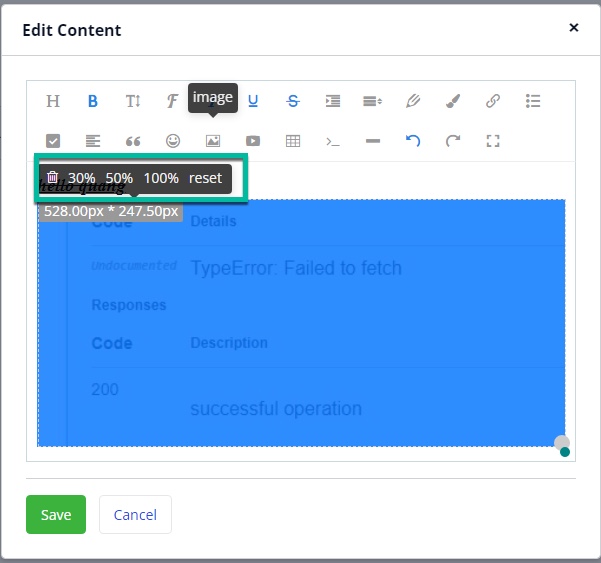 Edit Content
×
H B T F U S
image
30% 50% 100% reset
hello quang
528.00px * 247.50px
Code Details
Undocumented TypeError: Failed to fetch
Responses
Code Description
200
successful operation
Save Cancel